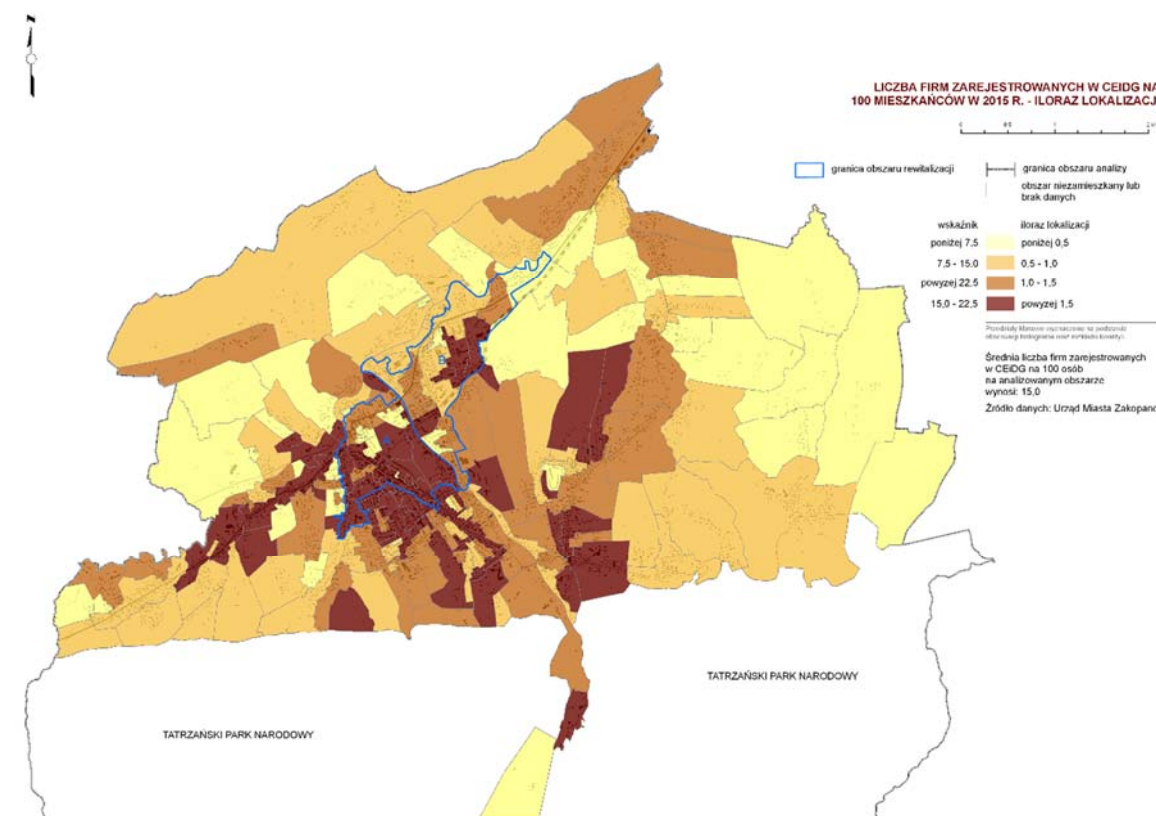 N
LICZBA FIRM ZAREJESTROWANYCH W CEIDG NA
100 MIESZKAŃCÓW W 2015 R. - ILORAZ LOKALIZACJ
granica obszaru rewitalizacji
granica obszaru analizy
obszar niezamieszkany lub
brak danych
wskaźnik iloraz lokalizacji
poniżej 7,5 poniżej 0,5
7,5 - 15,0 0,5 - 1,0
powyzej 22,5 1,0 - 1,5
15,0 - 22,5 powyzej 1,5
Średnia liczba firm zarejestrowanych
w CEiDG na 100 osób
na analizowanym obszarze
wynosi: 15,0
Źródło danych: Urząd Miasta Zakopane
B
A
TATRZAŃSKI PARK NARODOWY
TATRZAŃSKI PARK NARODOWY